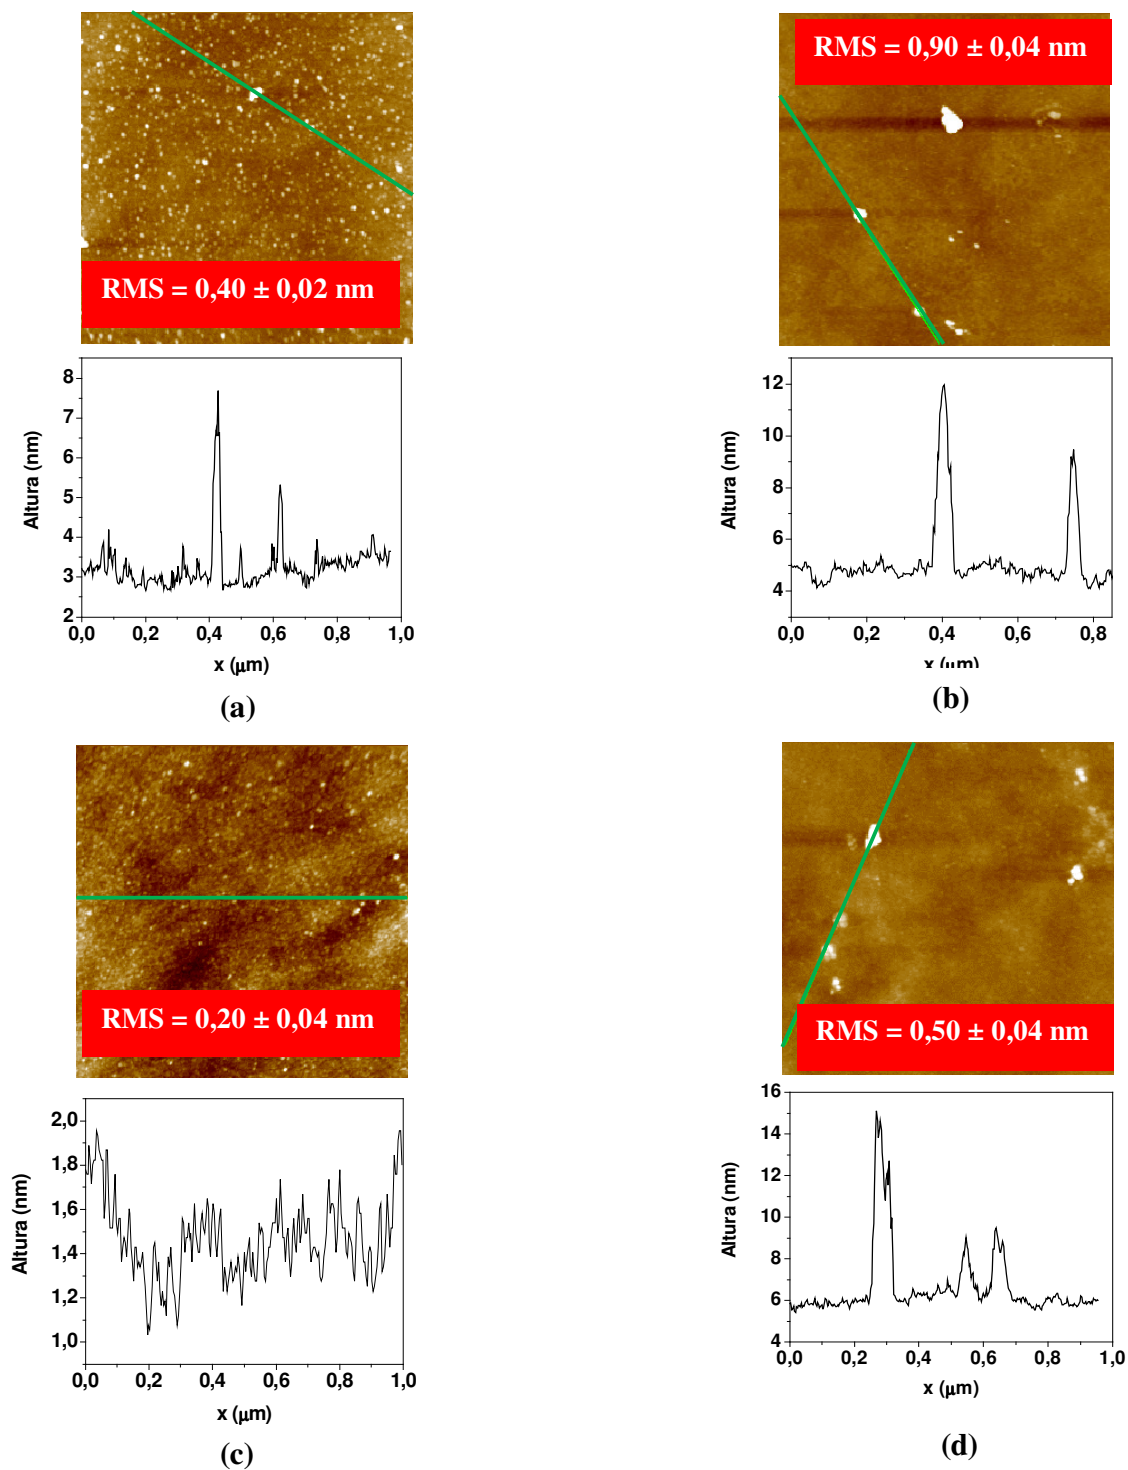 RMS = 0,40 ± 0,02 nm
8
7
6
5
4
3
2
Altura (nm)
0,0 0,2 0,4 0,6 0,8 1,0
x (μm)
(a)
RMS = 0,90 ± 0,04 nm
12
10
8
6
4
Altura (nm)
0,0 0,2 0,4 0,6 0,8
x (μm)
(b)
RMS = 0,20 ± 0,04 nm
2,0
1,8
1,6
1,4
1,2
1,0
Altura (nm)
0,0 0,2 0,4 0,6 0,8 1,0
x (μm)
(c)
RMS = 0,50 ± 0,04 nm
16
14
12
10
8
6
4
Altura (nm)
0,0 0,2 0,4 0,6 0,8 1,0
x (μm)
(d)